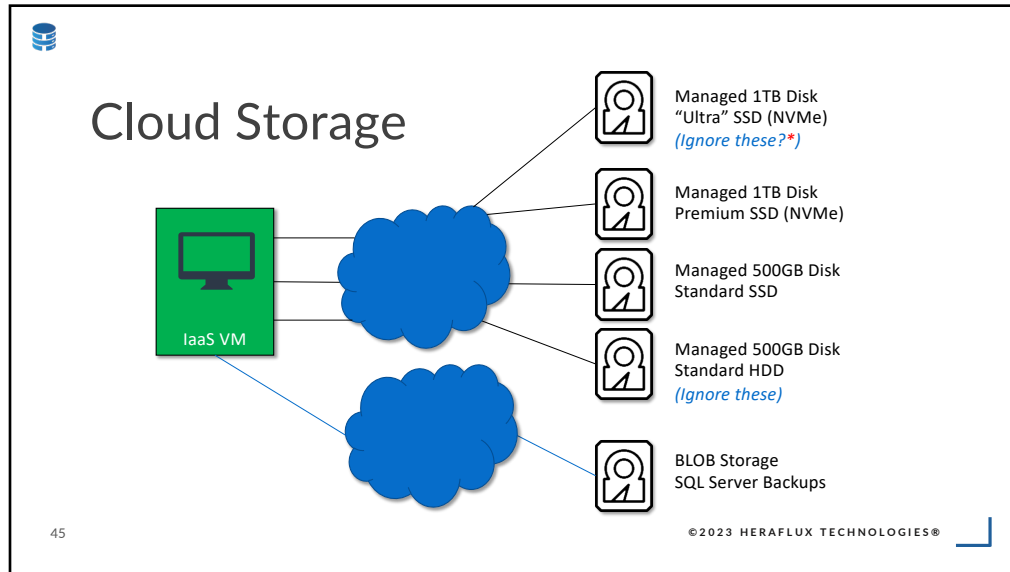 Cloud Storage
IaaS VM
Managed 1TB Disk
“Ultra” SSD (NVMe)
(Ignore these?*)
Managed 1TB Disk
Premium SSD (NVMe)
Managed 500GB Disk
Standard SSD
Managed 500GB Disk
Standard HDD
(Ignore these)
BLOB Storage
SQL Server Backups
45
©2023 HERAFLUX TECHNOLOGIES®